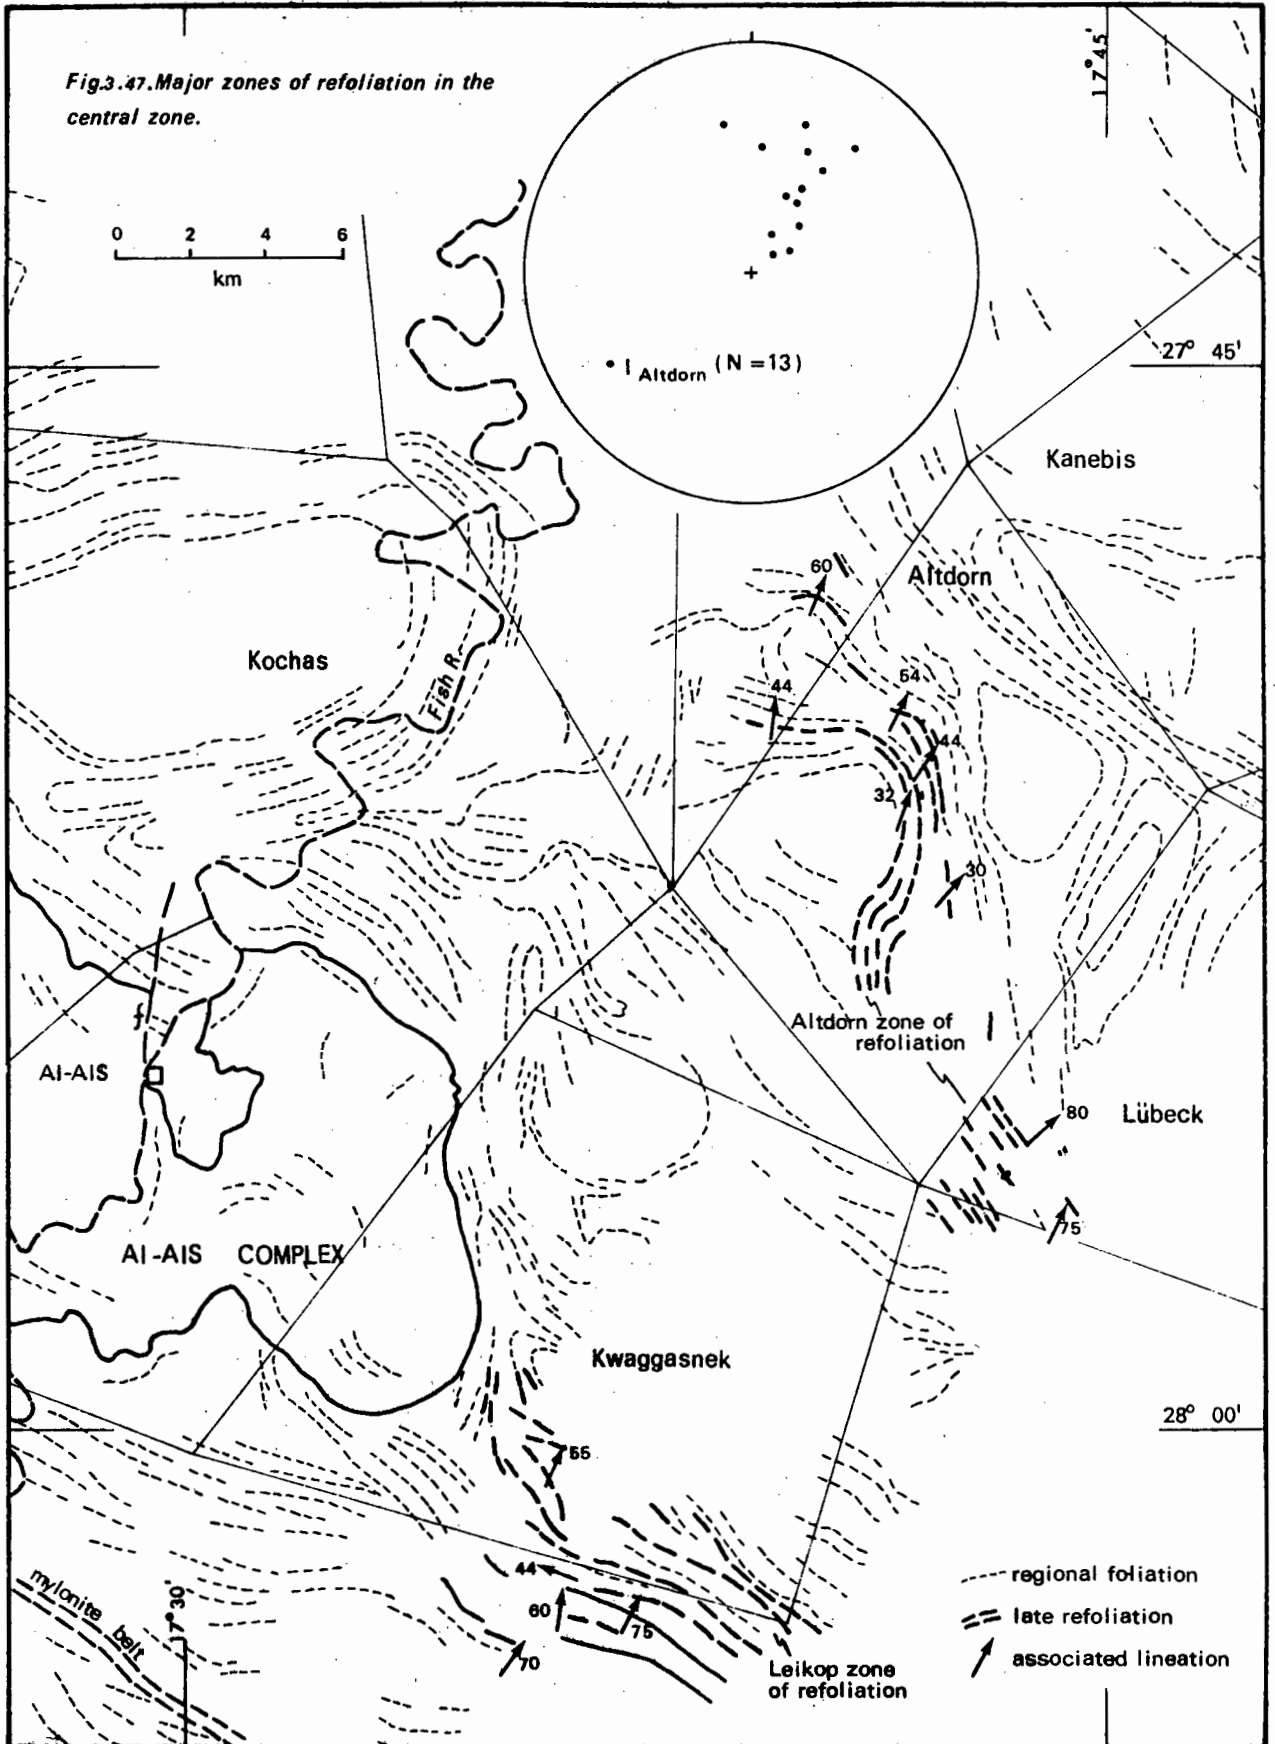 Fig.3.47.Major zones of refoliation in the
central zone.
17° 45'
0 2 4 6
km
• l Altdorn (N =13)
27° 45'
Kanebis
Altdorn
60
Kochas
Fish R.
44
54
44
32
30
Altdorn zone of
refoliation
f
AI-AIS
80
Lübeck
75
AI-AIS COMPLEX
Kwaggasnek
28° 00'
55
44
60
75
70
mylonite
belt
17° 30'
Leikop zone
of refoliation
regional foliation
late refoliation
associated lineation